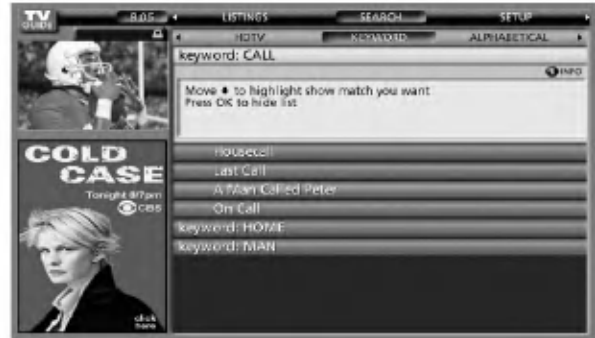 TV
GUIDE
8:05
LISTINGS
SEARCH
SETUP
HDTV
KEYWORD
ALPHABETICAL
keyword: CALL
INFO
Move to highlight show match you want
Press OK to hide list
Housecall
Last Call
A Man Called Peter
On Call
keyword: HOME
keyword: MAN
COLD
CASE
Tonight 8/7pm
CBS
click
here